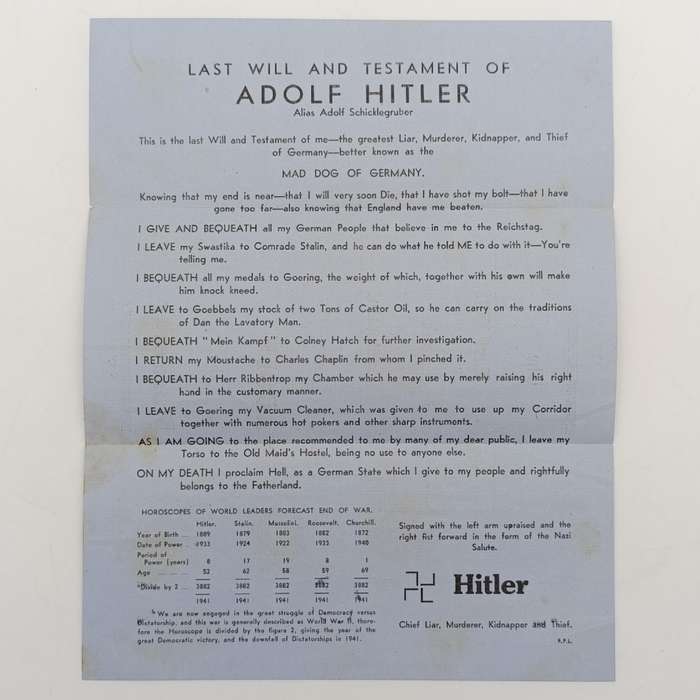 LAST WILL AND TESTAMENT OF
ADOLF HITLER
Alias Adolf Schicklegruber
This is the last Will and Testament of me—the greatest Liar, Murderer, Kidnapper, and Thief
of Germany—better known as the
MAD DOG OF GERMANY.
Knowing that my end is near—that I will very soon Die, that I have shot my bolt—that I have
gone too far—also knowing that England have me beaten.
I GIVE AND BEQUEATH all my German People that believe in me to the Reichstag.
I LEAVE my Swastika to Comrade Stalin, and he can do what he told ME to do with it—You're
telling me.
I BEQUEATH all my medals to Goering, the weight of which, together with his own will make
him knock kneed.
I LEAVE to Goebbels my stock of two Tons of Castor Oil, so he can carry on the traditions
of Dan the Lavatory Man.
I BEQUEATH "Mein Kampf" to Colney Hatch for further investigation.
I RETURN my Moustache to Charles Chaplin from whom I pinched it.
I BEQUEATH to Herr Ribbentrop my Chamber which he may use by merely raising his right
hand in the customary manner.
I LEAVE to Goering my Vacuum Cleaner, which was given to me to use up my Corridor
together with numerous hot pokers and other sharp instruments.
AS I AM GOING to the place recommended to me by many of my dear public, I leave my
Torso to the Old Maid's Hostel, being no use to anyone else.
ON MY DEATH I proclaim Hell, as a German State which I give to my people and rightfully
belongs to the Fatherland.
HOROSCOPES OF WORLD LEADERS FORECAST END OF WAR.
Hitler. Stalin. Mussolini. Roosevelt. Churchill.
Year of Birth ... 1889 1879 1883 1882 1872
Date of Power ... 1933 1924 1922 1933 1940
Period of
Power (years) 8 17 19 8 1
Age 52 62 58 59 69
*Divide by 2 ... 3882 3882 3882 3882 3882
1941 1941 1941 1941 1941
* We are now engaged in the great struggle of Democracy versus
Dictatorship, and this war is generally described as World War II, there-
fore the Horoscope is divided by the figure 2, giving the year of the
great Democratic victory, and the downfall of Dictatorships in 1941.
Signed with the left arm upraised and the
right fist forward in the form of the Nazi
Salute.
Hitler
Chief Liar, Murderer, Kidnapper and Thief.
R.P.L.